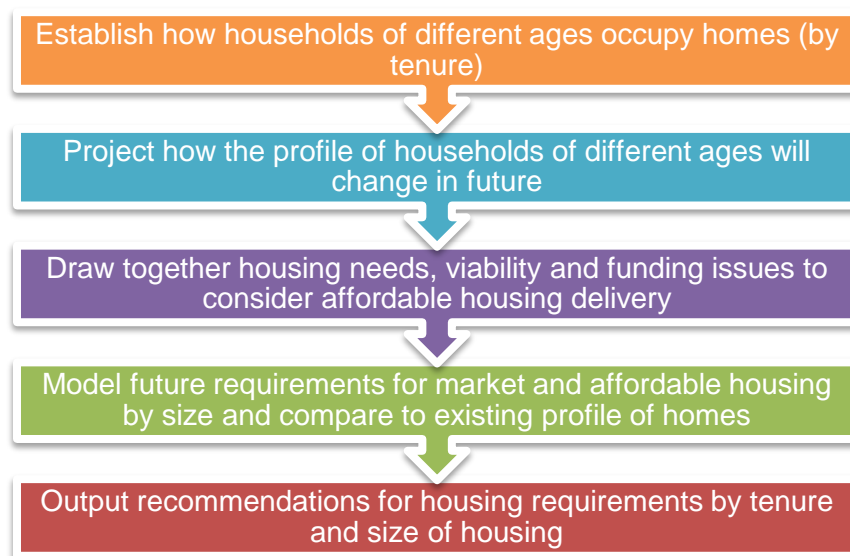 Establish how households of different ages occupy homes (by
tenure)
Project how the profile of households of different ages will
change in future
Draw together housing needs, viability and funding issues to
consider affordable housing delivery
Model future requirements for market and affordable housing
by size and compare to existing profile of homes
Output recommendations for housing requirements by tenure
and size of housing